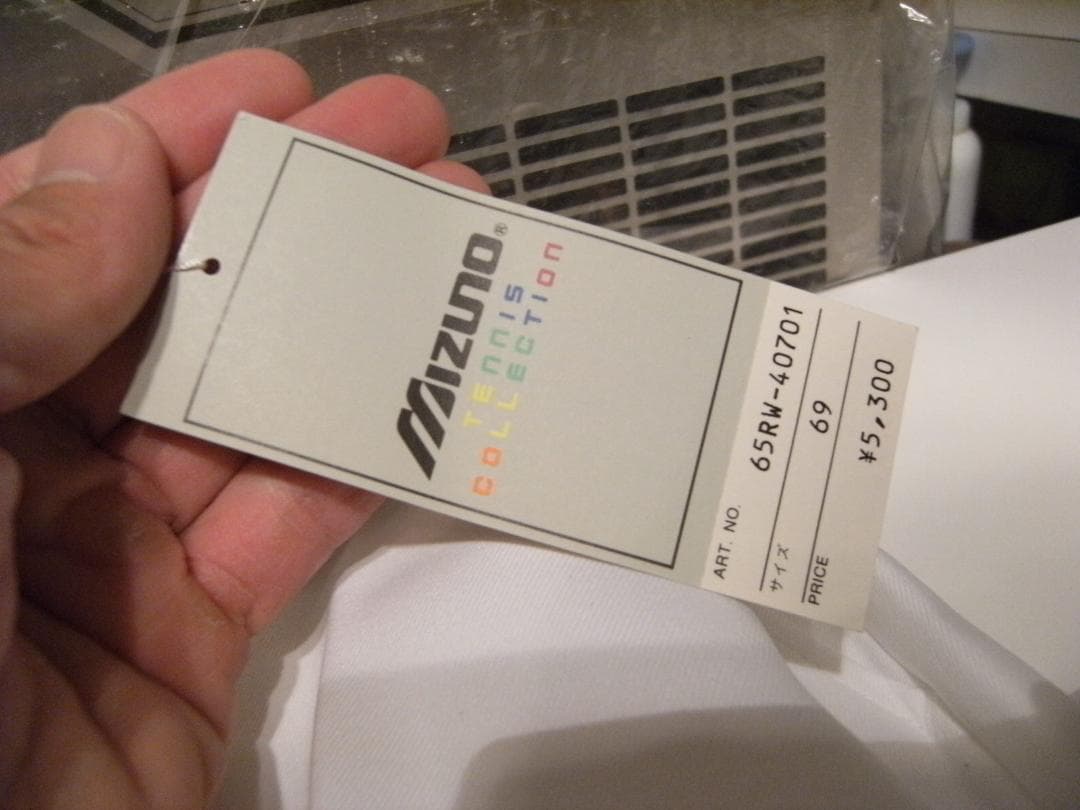 Mizuno®
TENNIS
COLLECTION
ART. NO. 65RW-40701
サイズ 69
PRICE ¥5,300